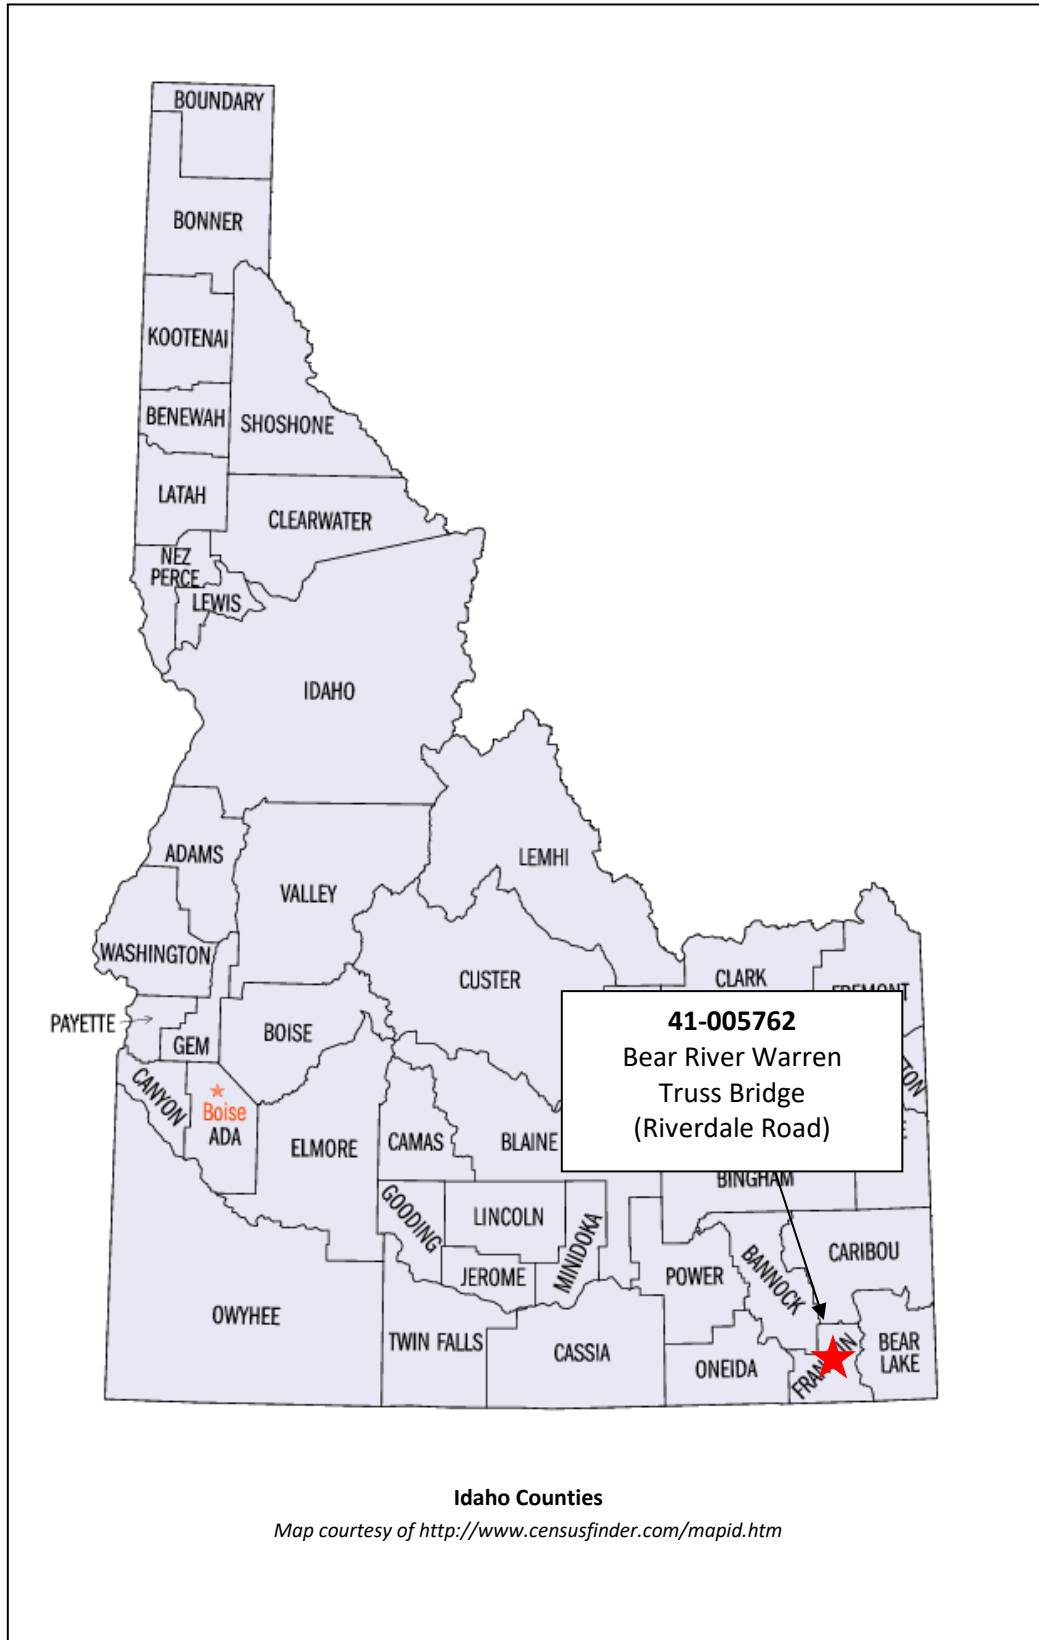 BOUNDARY
BONNER
KOOTENAI
BENEWAH
SHOSHONE
LATAH
CLEARWATER
NEZ
PERCE
LEWIS
IDAHO
ADAMS
LEMHI
VALLEY
WASHINGTON
CUSTER
CLARK
PAYETTE
GEM
BOISE
CANYON
Boise
ADA
ELMORE
CAMAS
BLAINE
41-005762
Bear River Warren
Truss Bridge
(Riverdale Road)
BINGHAM
GOODING
LINCOLN
MINIDOKA
JEROME
POWER
BANNOCK
CARIBOU
OWYHEE
TWIN FALLS
CASSIA
ONEIDA
BEAR
LAKE
Idaho Counties
Map courtesy of http://www.censusfinder.com/mapid.htm